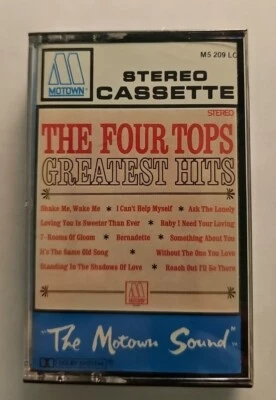 M5 209 LC
MOTOWN
STEREO
CASSETTE
STEREO
THE FOUR TOPS
GREATEST HITS
Shake Me, Wake Me * I Can't Help Myself * Ask The Lonely
Loving You Is Sweeter Than Ever * Baby I Need Your Loving
7-Rooms Of Gloom * Bernadette * Something About You
It's The Same Old Song * Without The One You Love
Standing In The Shadows Of Love * Reach Out I'll Be There
MOTOWN
"The Motown Sound"